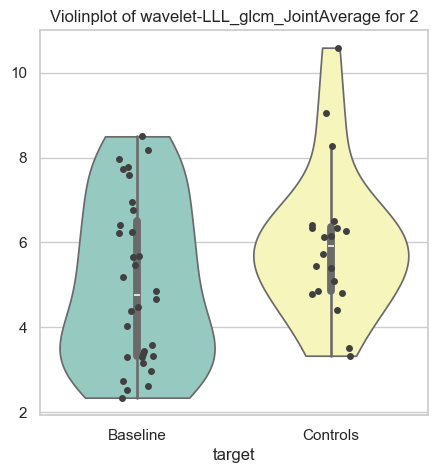 Violinplot of wavelet-LLL_glcm_JointAverage for 2
10
8
6
4
2
Baseline
Controls
target